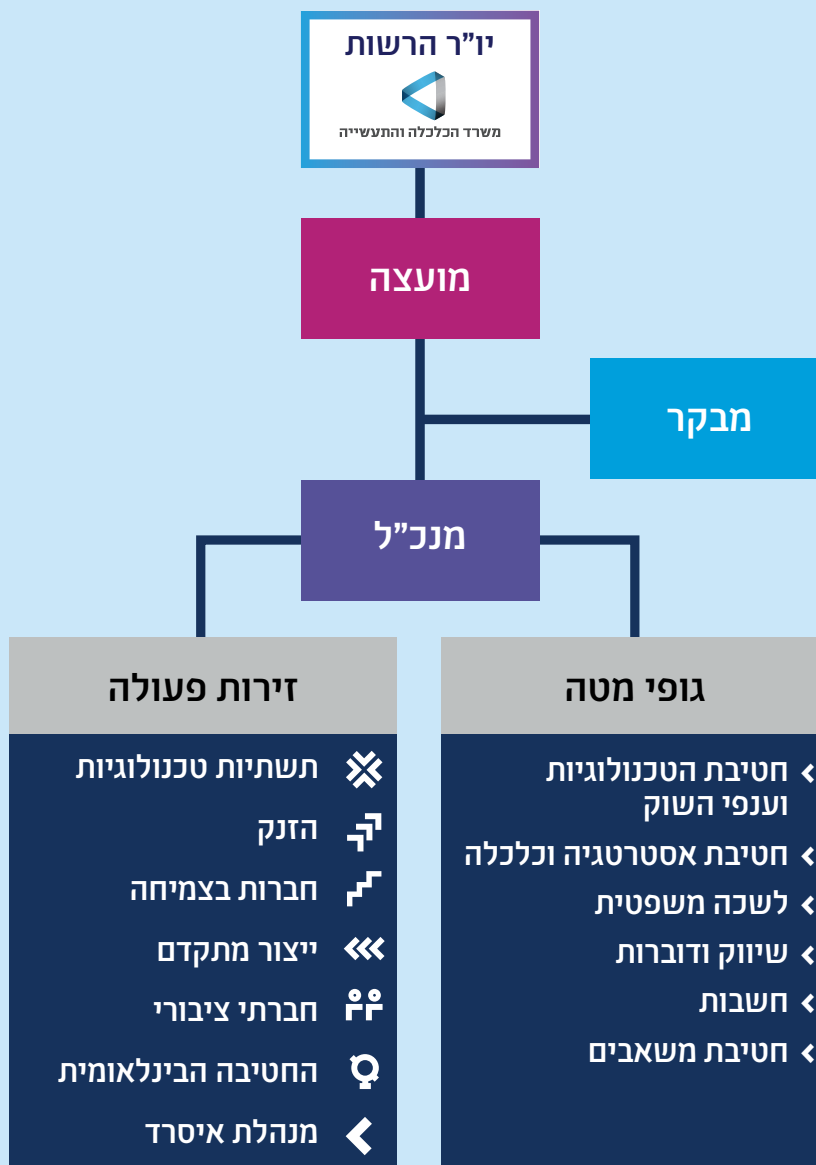 יו"ר הרשות
משרד הכלכלה והתעשייה
מועצה
מבקר
מנכ"ל
גופי מטה
חטיבת הטכנולוגיות
וענפי השוק
חטיבת אסטרטגיה וכלכלה
לשכה משפטית
שיווק ודוברות
חשבות
חטיבת משאבים
זירות פעולה
תשתיות טכנולוגיות
הזנק
חברות בצמיחה
ייצור מתקדם
חברתי ציבורי
החטיבה הבינלאומית
מנהלת איסרד